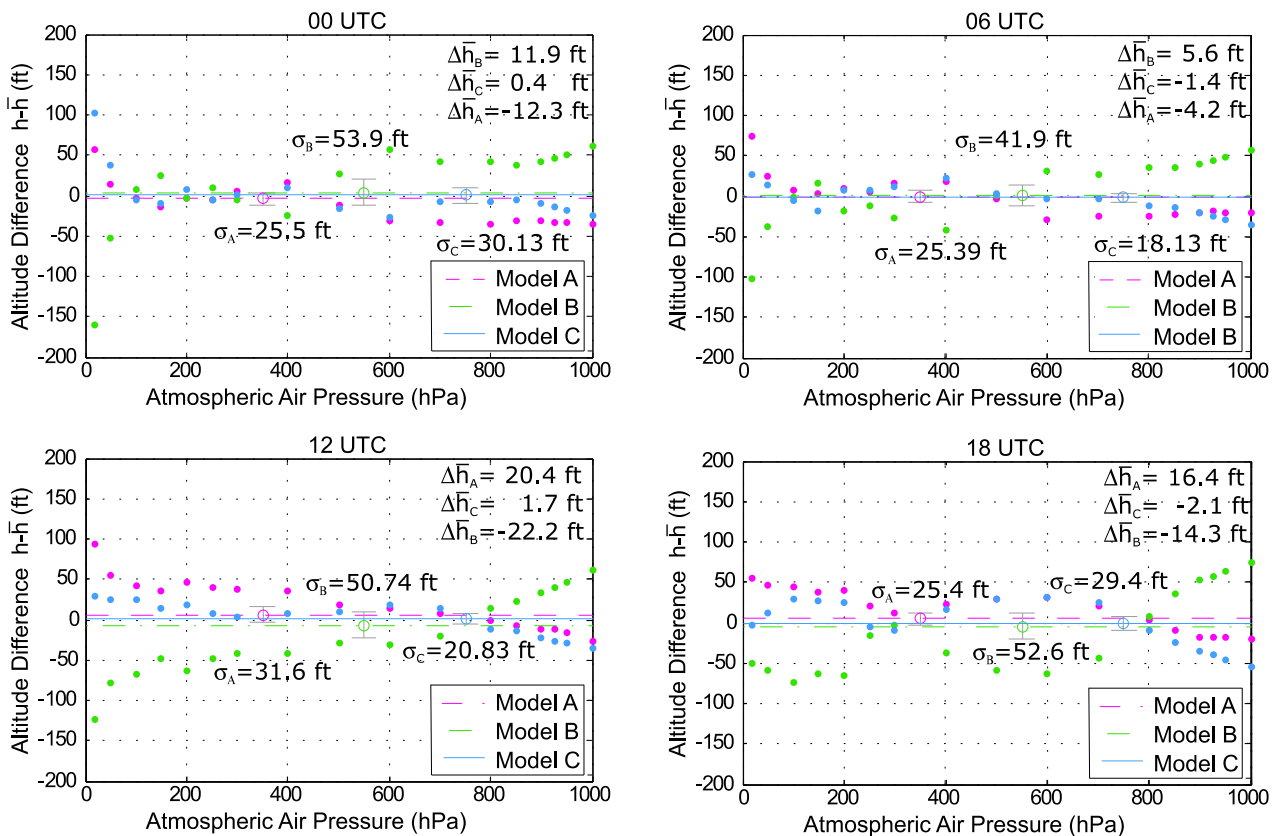 00 UTC
Altitude Difference h-h̅ (ft)
200
150
100
50
0
-50
-100
-150
-200
Δh̅B= 11.9 ft
Δh̅C= 0.4 ft
Δh̅A=-12.3 ft
σB=53.9 ft
σA=25.5 ft
σC=30.13 ft
Model A
Model B
Model C
0 200 400 600 800 1000
Atmospheric Air Pressure (hPa)
06 UTC
Altitude Difference h-h̅ (ft)
200
150
100
50
0
-50
-100
-150
-200
Δh̅B= 5.6 ft
Δh̅C= -1.4 ft
Δh̅A=-4.2 ft
σB=41.9 ft
σA=25.39 ft
σC=18.13 ft
Model A
Model B
Model B
0 200 400 600 800 1000
Atmospheric Air Pressure (hPa)
12 UTC
Altitude Difference h-h̅ (ft)
200
150
100
50
0
-50
-100
-150
-200
Δh̅A= 20.4 ft
Δh̅C= 1.7 ft
Δh̅B=-22.2 ft
σB=50.74 ft
σC=20.83 ft
σA=31.6 ft
Model A
Model B
Model C
0 200 400 600 800 1000
Atmospheric Air Pressure (hPa)
18 UTC
Altitude Difference h-h̅ (ft)
200
150
100
50
0
-50
-100
-150
-200
Δh̅A= 16.4 ft
Δh̅C= -2.1 ft
Δh̅B=-14.3 ft
σA=25.4 ft
σC=29.4 ft
σB=52.6 ft
Model A
Model B
Model C
0 200 400 600 800 1000
Atmospheric Air Pressure (hPa)